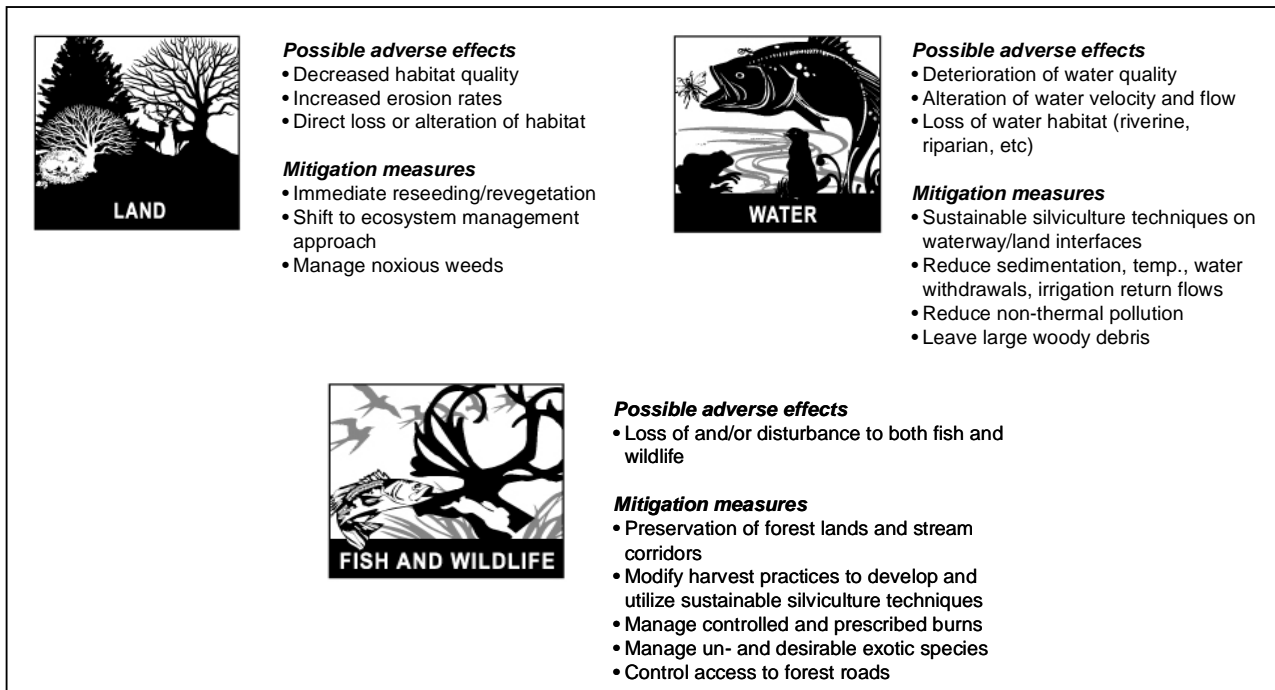 LAND
Possible adverse effects
• Decreased habitat quality
• Increased erosion rates
• Direct loss or alteration of habitat
Mitigation measures
• Immediate reseeding/revegetation
• Shift to ecosystem management
approach
• Manage noxious weeds
WATER
Possible adverse effects
• Deterioration of water quality
• Alteration of water velocity and flow
• Loss of water habitat (riverine,
riparian, etc)
Mitigation measures
• Sustainable silviculture techniques on
waterway/land interfaces
• Reduce sedimentation, temp., water
withdrawals, irrigation return flows
• Reduce non-thermal pollution
• Leave large woody debris
FISH AND WILDLIFE
Possible adverse effects
• Loss of and/or disturbance to both fish and
wildlife
Mitigation measures
• Preservation of forest lands and stream
corridors
• Modify harvest practices to develop and
utilize sustainable silviculture techniques
• Manage controlled and prescribed burns
• Manage un- and desirable exotic species
• Control access to forest roads